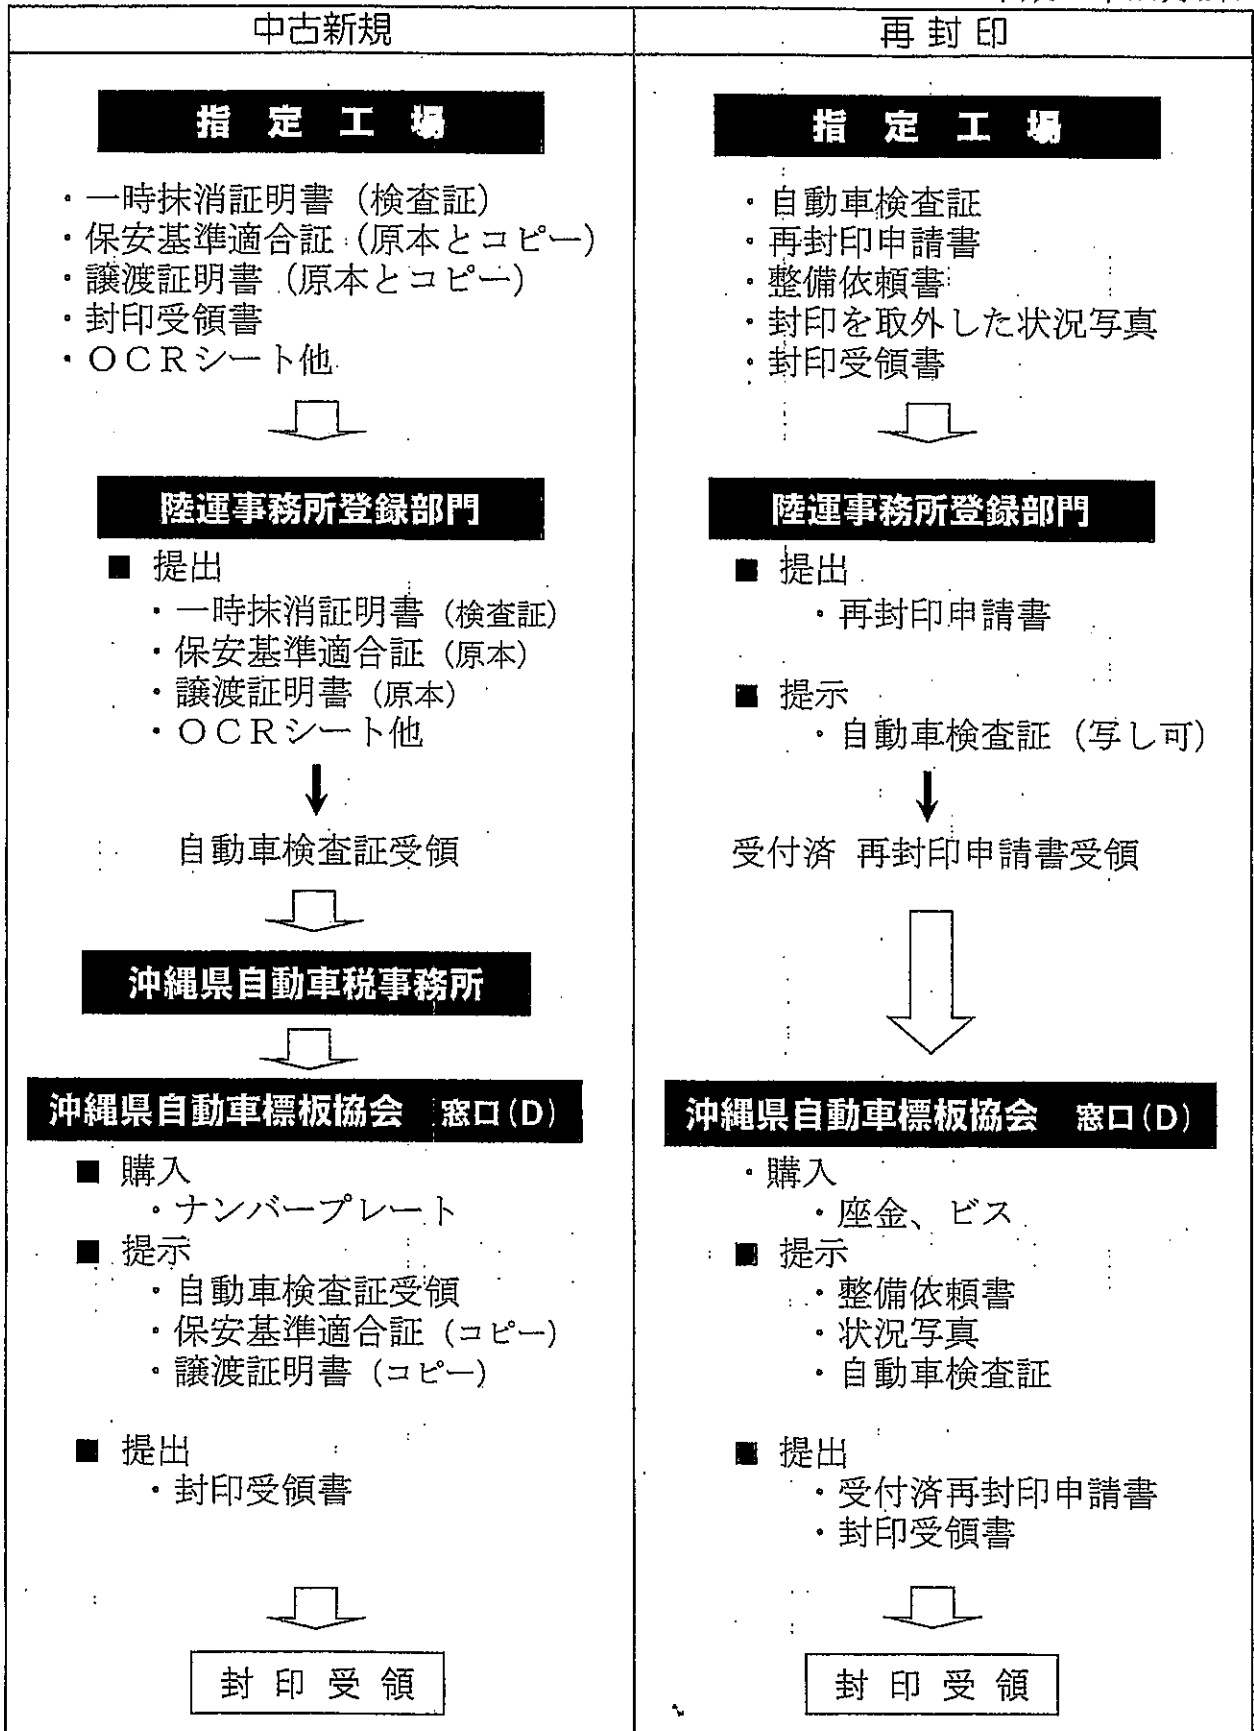 中古新規
指定工場
・一時抹消証明書（検査証）
・保安基準適合証（原本とコピー）
・譲渡証明書（原本とコピー）
・封印受領書
・ＯＣＲシート他
陸運事務所登録部門
■ 提出
・一時抹消証明書（検査証）
・保安基準適合証（原本）
・譲渡証明書（原本）
・ＯＣＲシート他
自動車検査証受領
沖縄県自動車税事務所
沖縄県自動車標板協会　窓口(D)
■ 購入
・ナンバープレート
■ 提示
・自動車検査証受領
・保安基準適合証（コピー）
・譲渡証明書（コピー）
■ 提出
・封印受領書
封印受領
再封印
指定工場
・自動車検査証
・再封印申請書
・整備依頼書
・封印を取外した状況写真
・封印受領書
陸運事務所登録部門
■ 提出
・再封印申請書
■ 提示
・自動車検査証（写し可）
受付済 再封印申請書受領
沖縄県自動車標板協会　窓口(D)
・購入
・座金、ビス
■ 提示
・整備依頼書
・状況写真
・自動車検査証
■ 提出
・受付済再封印申請書
・封印受領書
封印受領